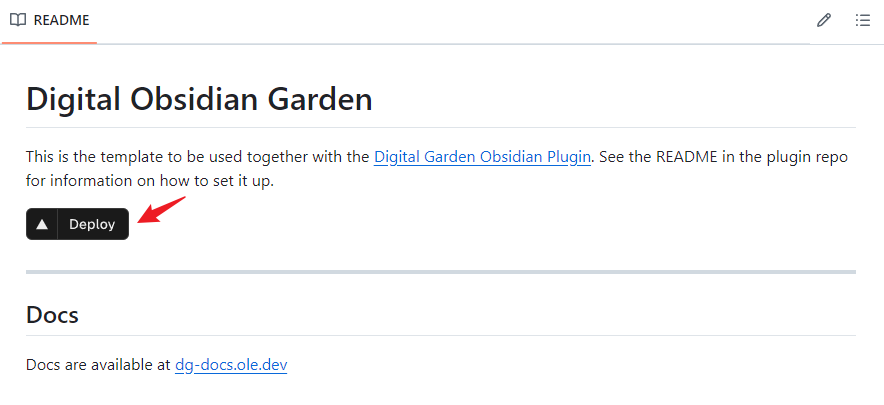 README
Digital Obsidian Garden
This is the template to be used together with the Digital Garden Obsidian Plugin. See the README in the plugin repo
for information on how to set it up.
Deploy
Docs
Docs are available at dg-docs.ole.dev